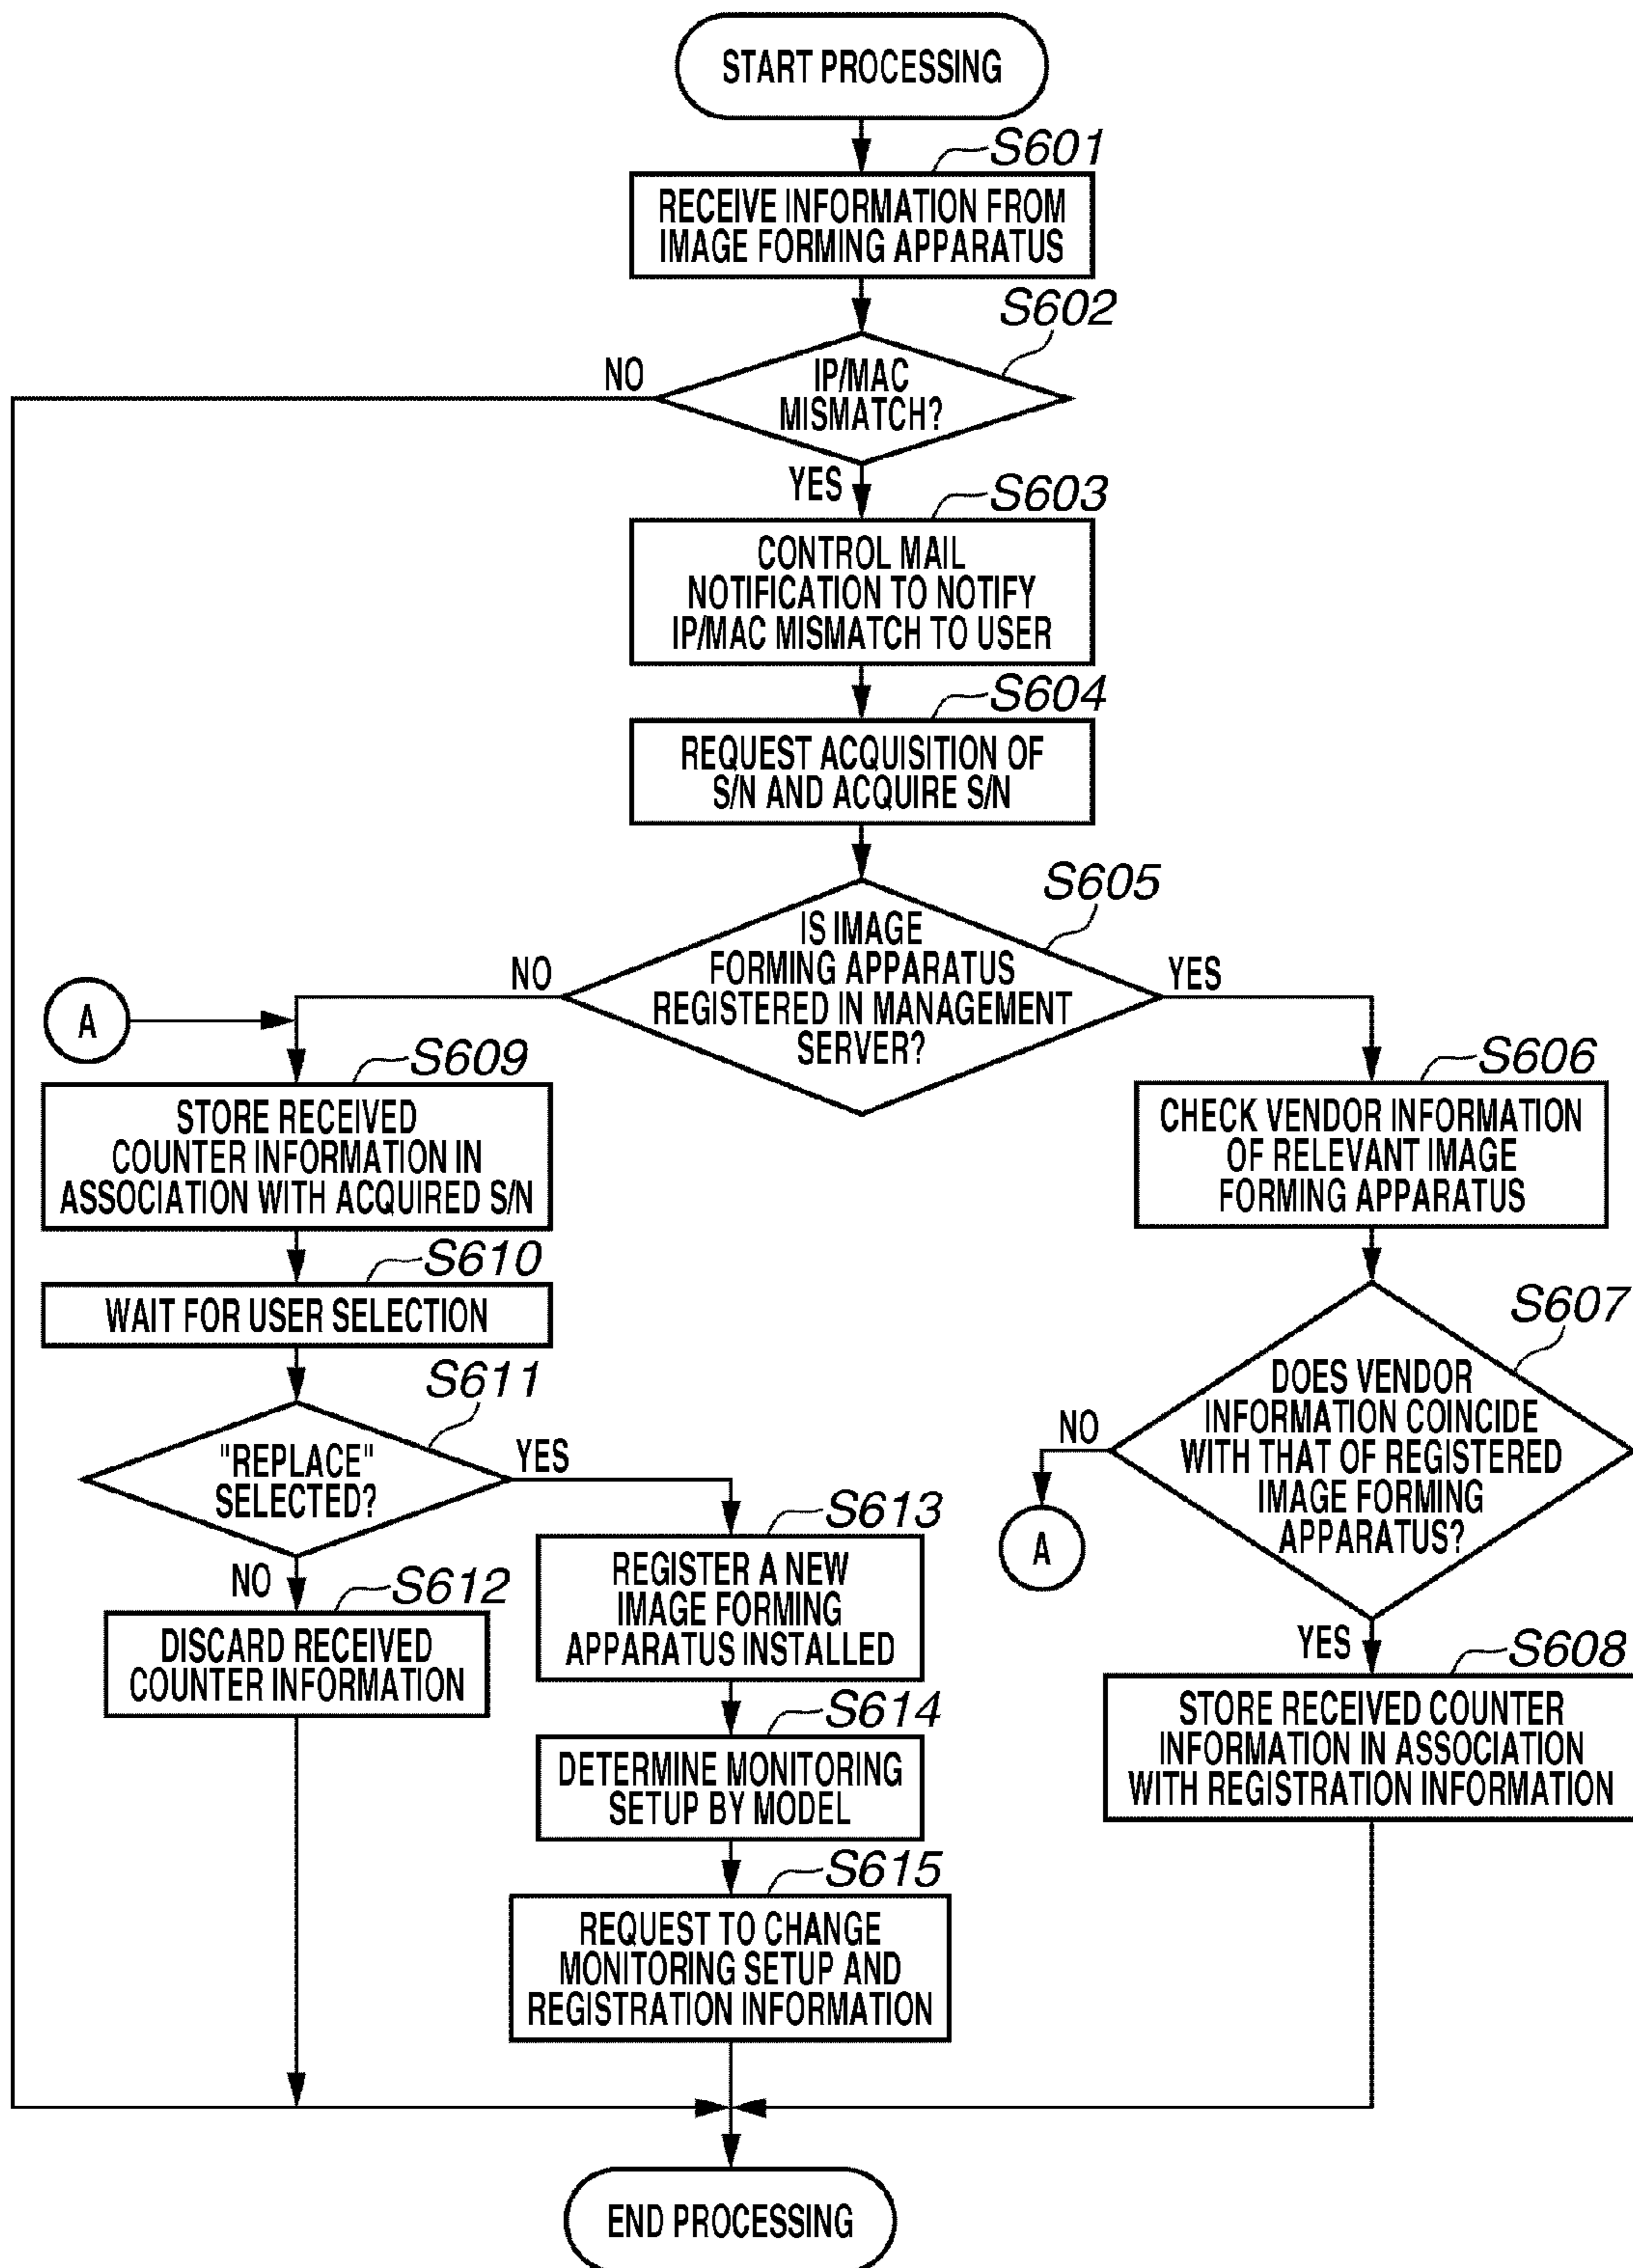 START PROCESSING
S601
RECEIVE INFORMATION FROM
IMAGE FORMING APPARATUS
S602
IP/MAC
MISMATCH?
NO
YES
S603
CONTROL MAIL
NOTIFICATION TO NOTIFY
IP/MAC MISMATCH TO USER
S604
REQUEST ACQUISITION OF
S/N AND ACQUIRE S/N
S605
IS IMAGE
FORMING APPARATUS
REGISTERED IN MANAGEMENT
SERVER?
NO
YES
A
S609
STORE RECEIVED
COUNTER INFORMATION IN
ASSOCIATION WITH ACQUIRED S/N
S606
CHECK VENDOR INFORMATION
OF RELEVANT IMAGE
FORMING APPARATUS
S610
WAIT FOR USER SELECTION
S607
DOES VENDOR
INFORMATION COINCIDE
WITH THAT OF REGISTERED
IMAGE FORMING
APPARATUS?
NO
A
YES
S611
"REPLACE"
SELECTED?
YES
NO
S612
DISCARD RECEIVED
COUNTER INFORMATION
S613
REGISTER A NEW
IMAGE FORMING
APPARATUS INSTALLED
S608
STORE RECEIVED COUNTER
INFORMATION IN ASSOCIATION
WITH REGISTRATION INFORMATION
S614
DETERMINE MONITORING
SETUP BY MODEL
S615
REQUEST TO CHANGE
MONITORING SETUP AND
REGISTRATION INFORMATION
END PROCESSING